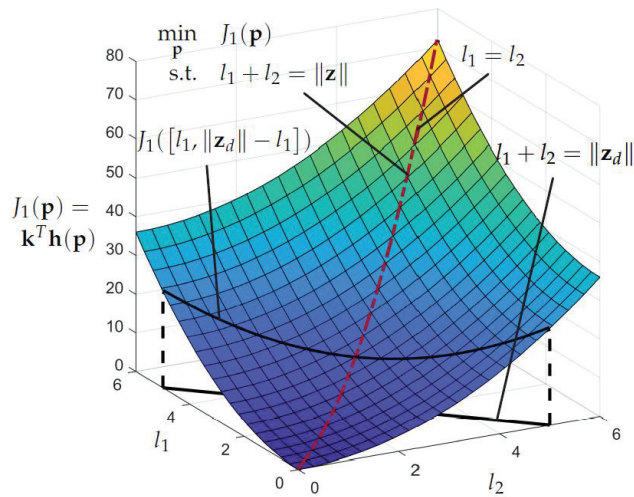 min J₁(𝐩)
𝐩
s.t. l₁ + l₂ = ‖𝐳‖
l₁ = l₂
J₁([l₁, ‖𝐳_d‖ − l₁])
l₁ + l₂ = ‖𝐳_d‖
J₁(𝐩) =
𝐤ᵀ𝐡(𝐩)
80
70
60
50
40
30
20
10
0
6
4
2
0
l₁
0
2
4
6
l₂